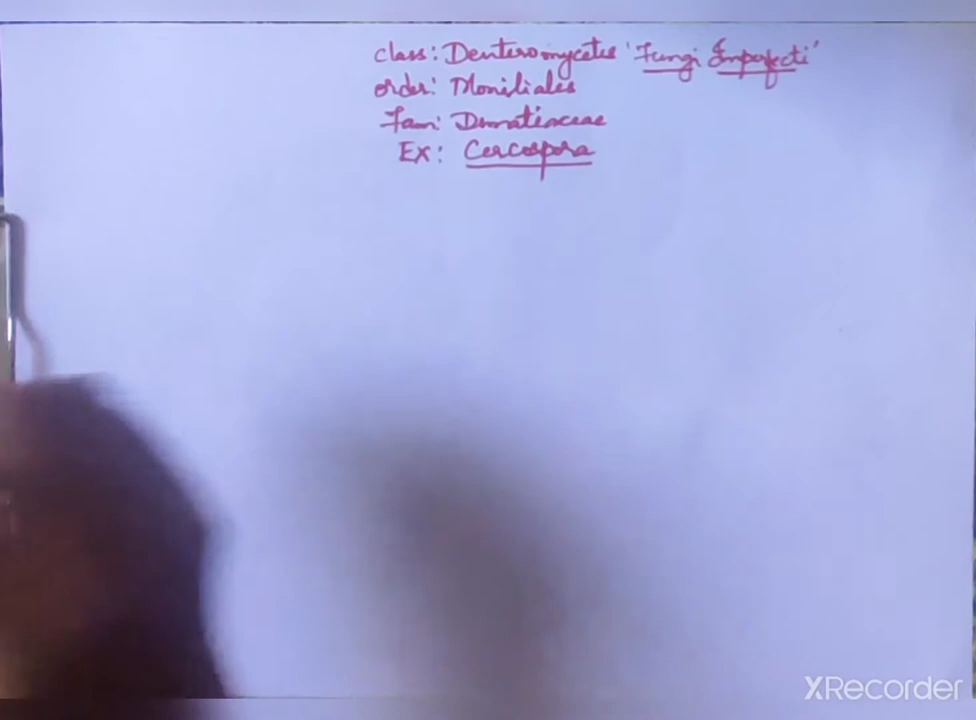 class: Deuteromycetes 'Fungi Imperfecti'
order: Moniliales
Fam: Dematiaceae
Ex: Cercospora
XRecorder